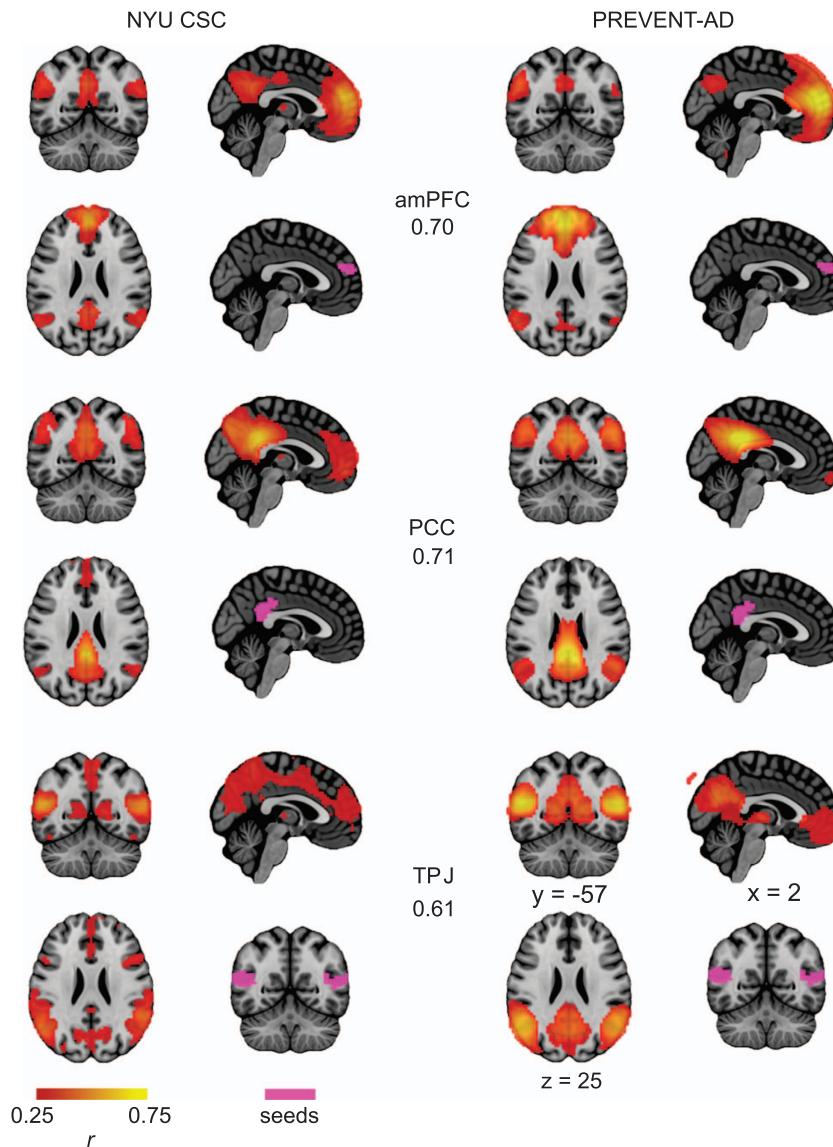 NYU CSC
PREVENT-AD
amPFC
0.70
PCC
0.71
TPJ
0.61
y = -57
x = 2
z = 25
0.25
0.75
r
seeds